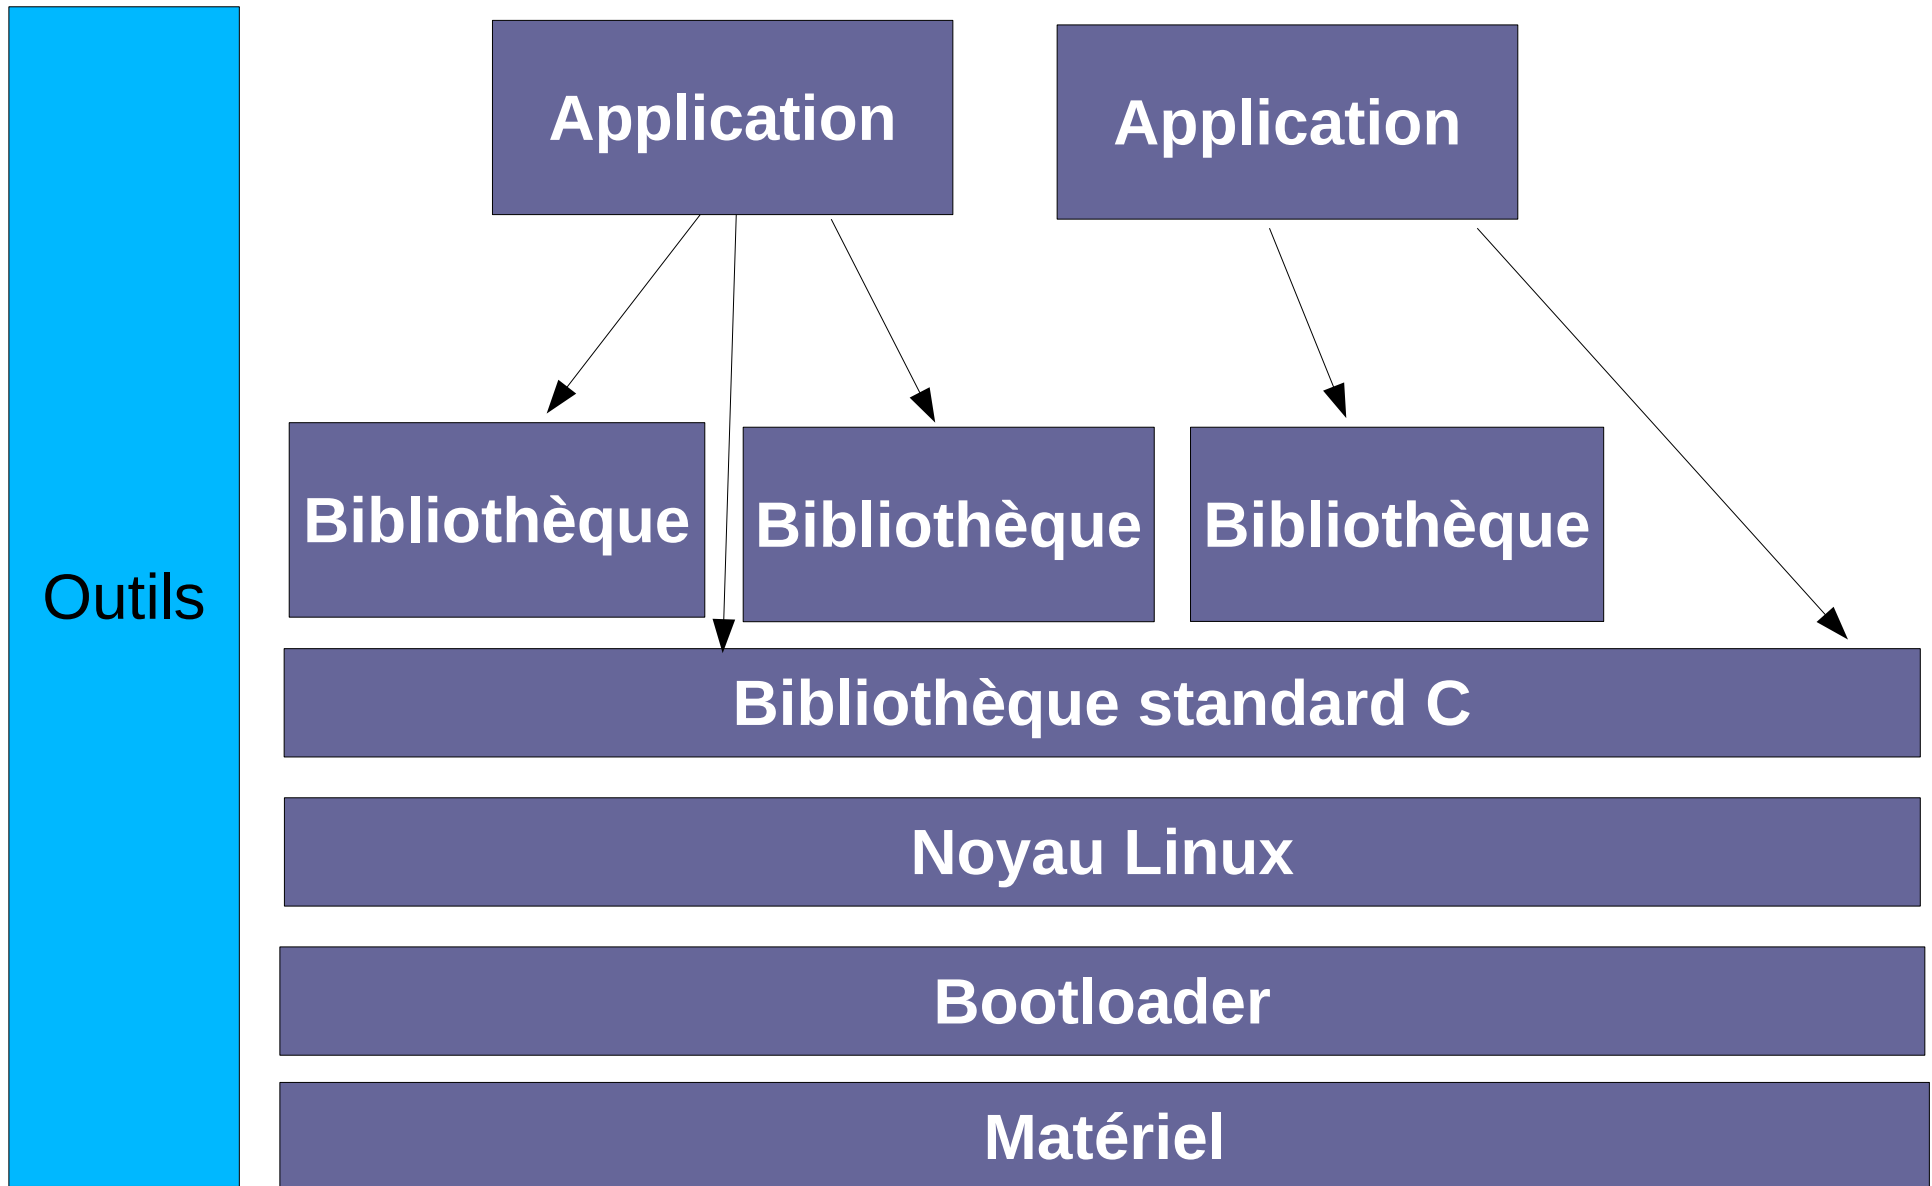 Outils
Application
Application
Bibliothèque
Bibliothèque
Bibliothèque
Bibliothèque standard C
Noyau Linux
Bootloader
Matériel